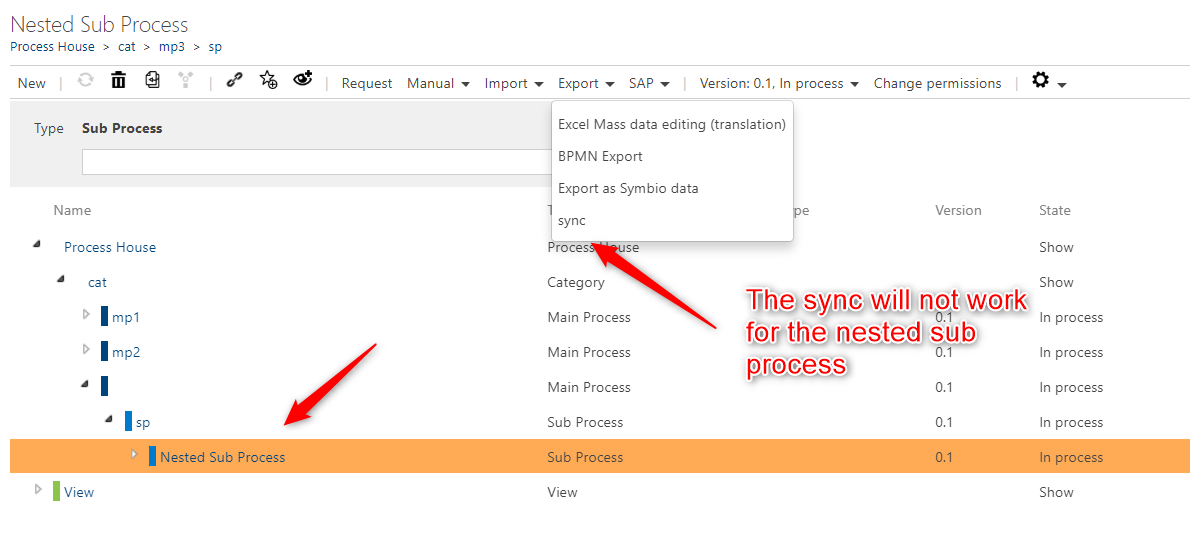 Nested Sub Process
Process House > cat > mp3 > sp
New | | Request Manual Import Export SAP | Version: 0.1, In process Change permissions |
Excel Mass data editing (translation)
BPMN Export
Export as Symbio data
sync
Type Sub Process
Name T pe Version State
Process House Process House Show
cat Category Show
mp1 Main Process 0.1 In process
mp2 Main Process 0.1 In process
Main Process 0.1 In process
sp Sub Process 0.1 In process
Nested Sub Process Sub Process 0.1 In process
View View Show
The sync will not work
for the nested sub
process